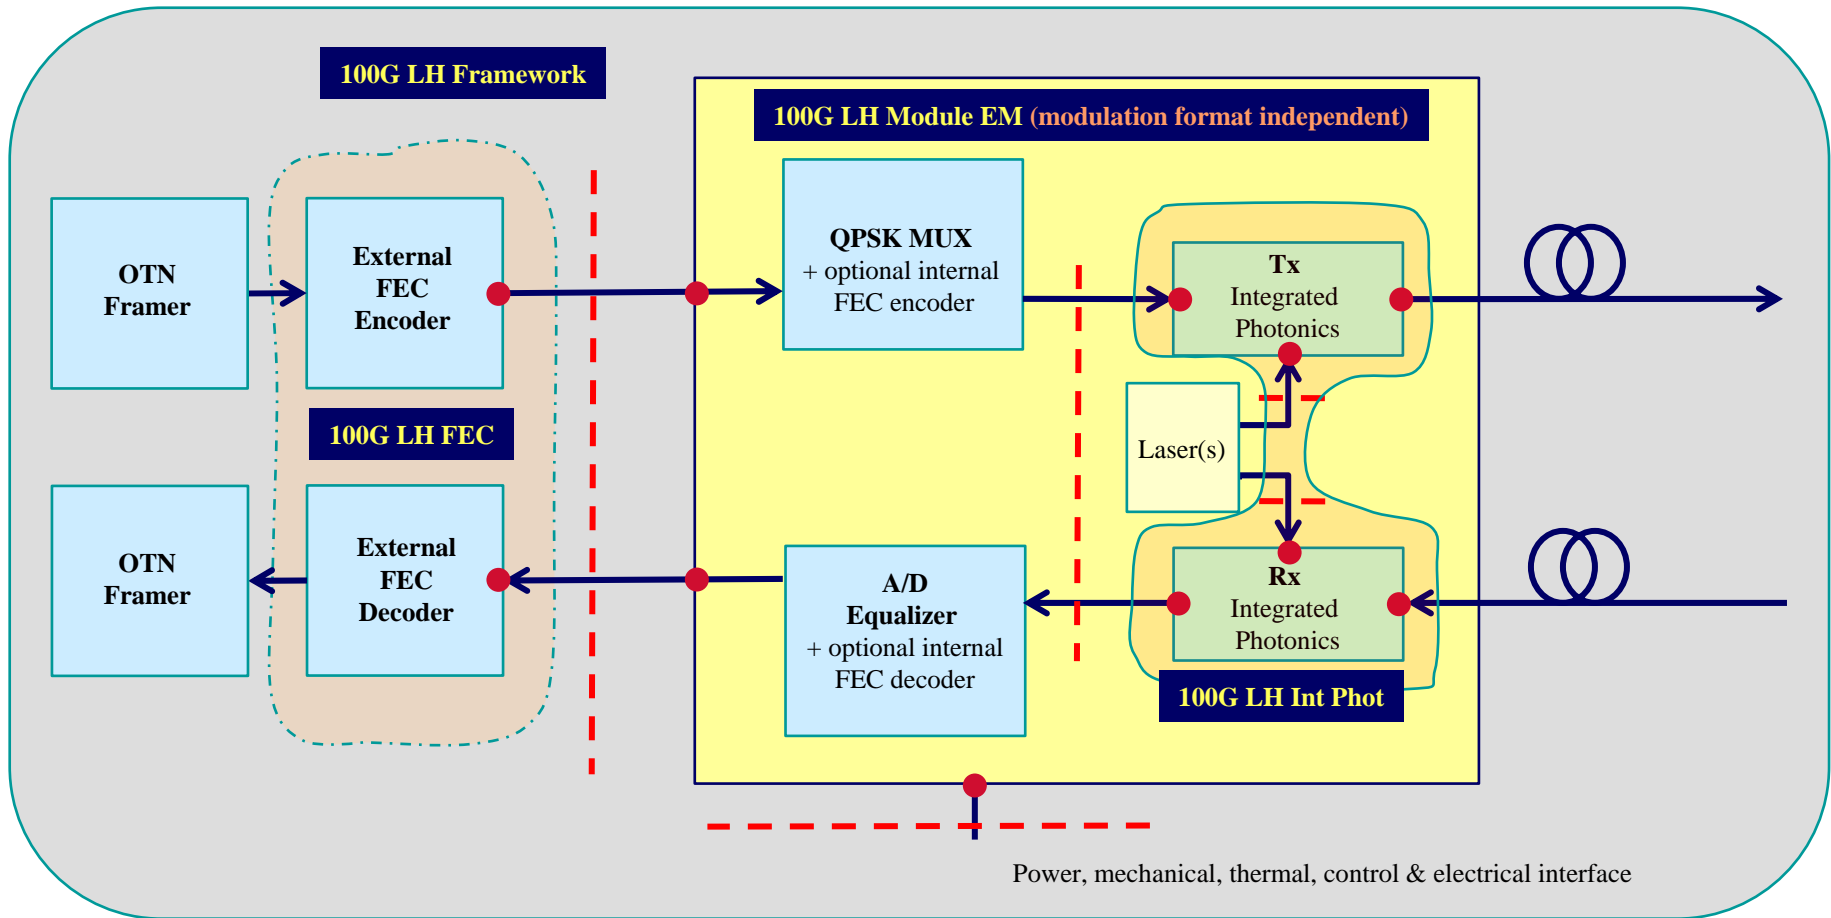 100G LH Framework
100G LH Module EM (modulation format independent)
OTN
Framer
External
FEC
Encoder
QPSK MUX
+ optional internal
FEC encoder
Tx
Integrated
Photonics
100G LH FEC
Laser(s)
OTN
Framer
External
FEC
Decoder
A/D
Equalizer
+ optional internal
FEC decoder
Rx
Integrated
Photonics
100G LH Int Phot
Power, mechanical, thermal, control & electrical interface